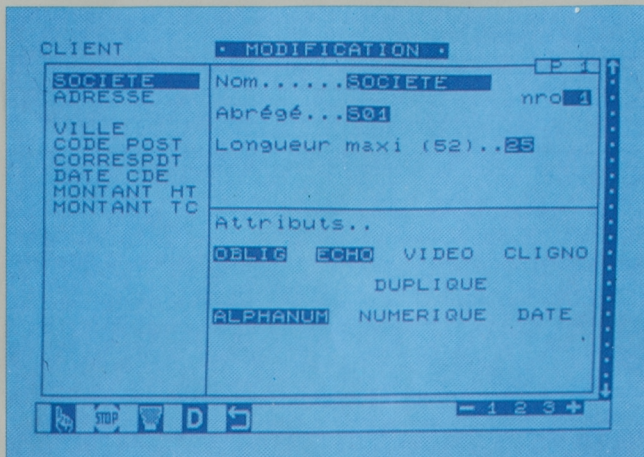 CLIENT
• MODIFICATION •
P 1
SOCIETE
ADRESSE
VILLE
CODE POST
CORRESPDT
DATE CDE
MONTANT HT
MONTANT TC
Nom......SOCIETE
nro 1
Abrégé...S01
Longueur maxi (52)..25
Attributs..
OBLIG ECHO VIDEO CLIGNO
DUPLIQUE
ALPHANUM NUMERIQUE DATE
STOP D
- 1 2 3 +